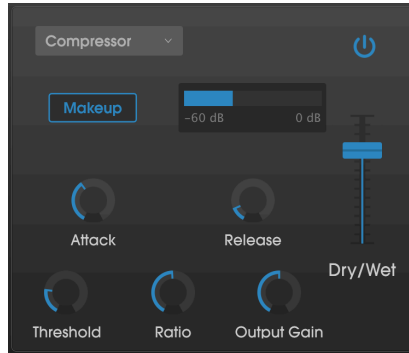 Compressor
Makeup
-60 dB 0 dB
Attack Release
Dry/Wet
Threshold Ratio Output Gain